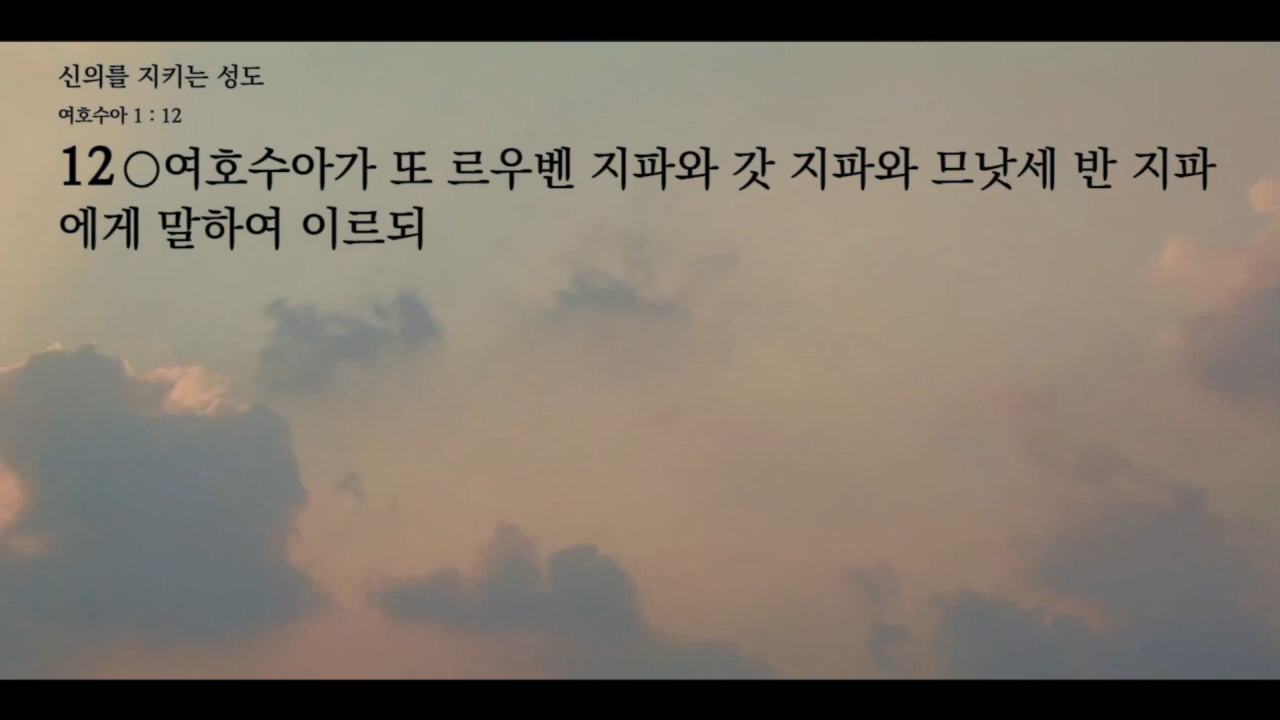 신의를 지키는 성도
여호수아 1 : 12
12○여호수아가 또 르우벤 지파와 갓 지파와 므낫세 반 지파
에게 말하여 이르되